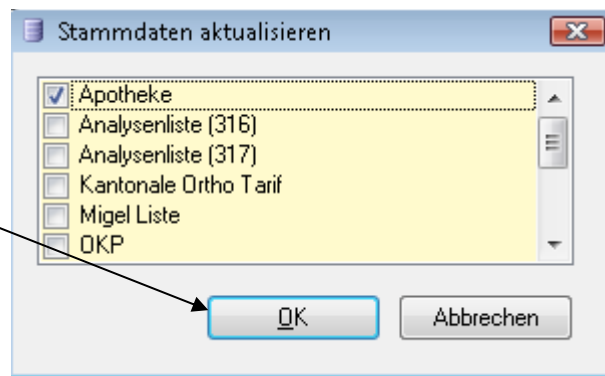 Stammdaten aktualisieren
Apotheke
Analysenliste (316)
Analysenliste (317)
Kantonale Ortho Tarif
Migel Liste
OKP
OK
Abbrechen